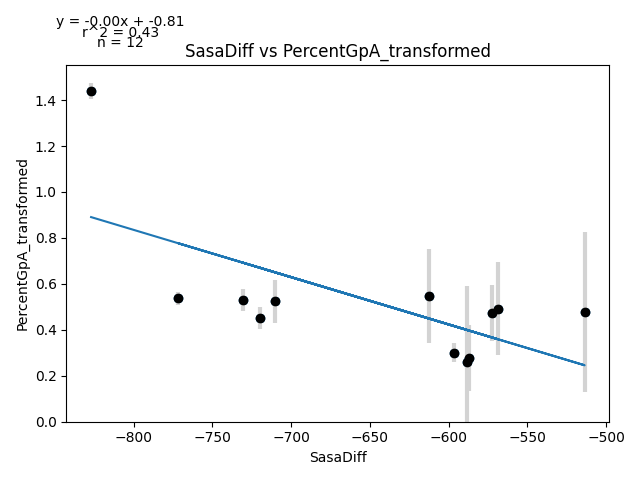 y = -0.00x + -0.81
r^2 = 0.43
n = 12
SasaDiff vs PercentGpA_transformed
PercentGpA_transformed
1.4
1.2
1.0
0.8
0.6
0.4
0.2
0.0
−800
−750
−700
−650
−600
−550
−500
SasaDiff